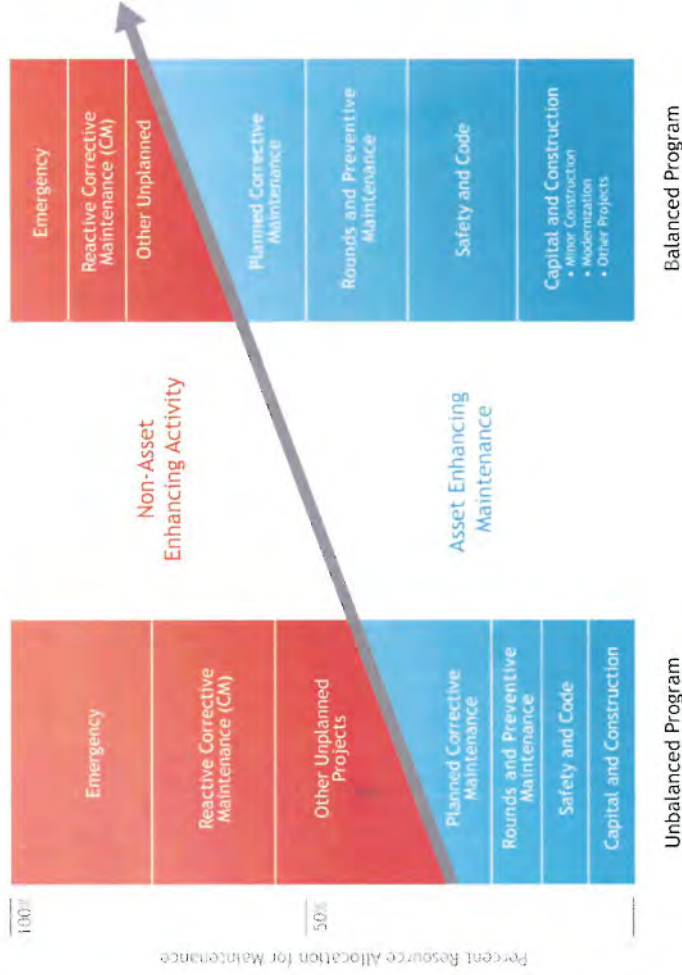 100%
50%
Percent Resource Allocation for Maintenance
Emergency
Reactive Corrective
Maintenance (CM)
Other Unplanned
Projects
Planned Corrective
Maintenance
Rounds and Preventive
Maintenance
Safety and Code
Capital and Construction
Unbalanced Program
Non-Asset
Enhancing Activity
Asset Enhancing
Maintenance
Emergency
Reactive Corrective
Maintenance (CM)
Other Unplanned
Planned Corrective
Maintenance
Rounds and Preventive
Maintenance
Safety and Code
Capital and Construction
• Minor Construction
• Modernization
• Other Projects
Balanced Program